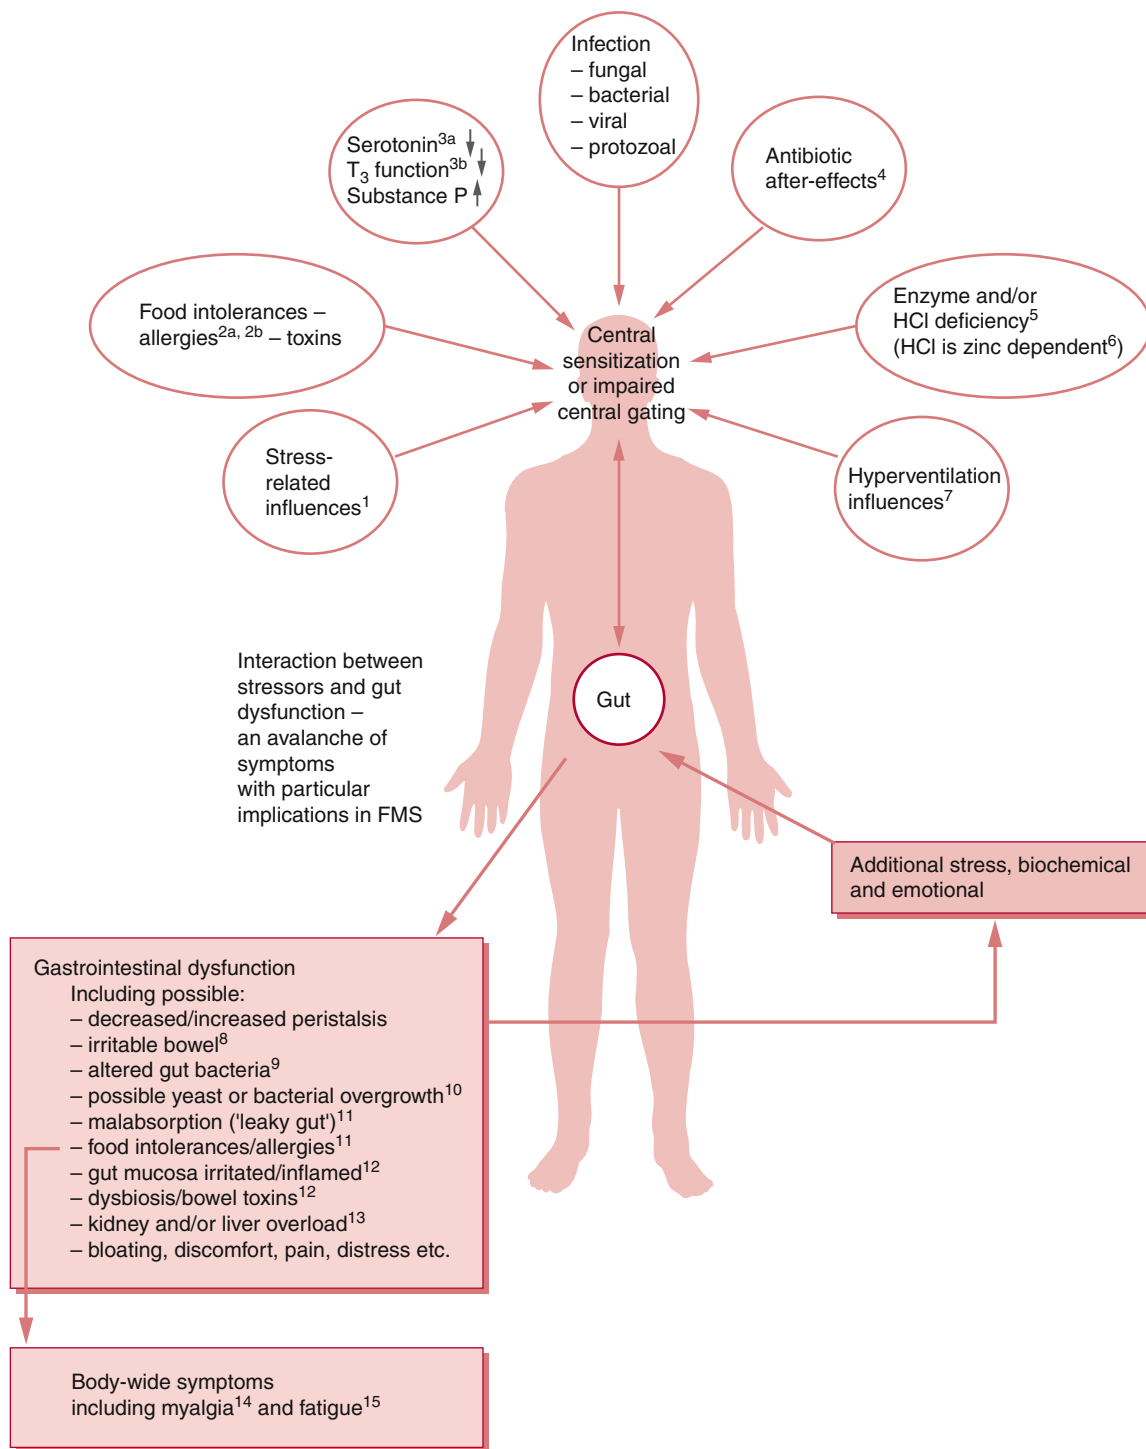 Infection
– fungal
– bacterial
– viral
– protozoal
Serotonin3a ↓
T3 function3b ↓
Substance P ↑
Antibiotic
after-effects4
Food intolerances –
allergies2a, 2b – toxins
Enzyme and/or
HCl deficiency5
(HCl is zinc dependent6)
Central
sensitization
or impaired
central gating
Stress-
related
influences1
Hyperventilation
influences7
Interaction between
stressors and gut
dysfunction –
an avalanche of
symptoms
with particular
implications in FMS
Gut
Additional stress, biochemical
and emotional
Gastrointestinal dysfunction
Including possible:
– decreased/increased peristalsis
– irritable bowel8
– altered gut bacteria9
– possible yeast or bacterial overgrowth10
– malabsorption ('leaky gut')11
– food intolerances/allergies11
– gut mucosa irritated/inflamed12
– dysbiosis/bowel toxins12
– kidney and/or liver overload13
– bloating, discomfort, pain, distress etc.
Body-wide symptoms
including myalgia14 and fatigue15